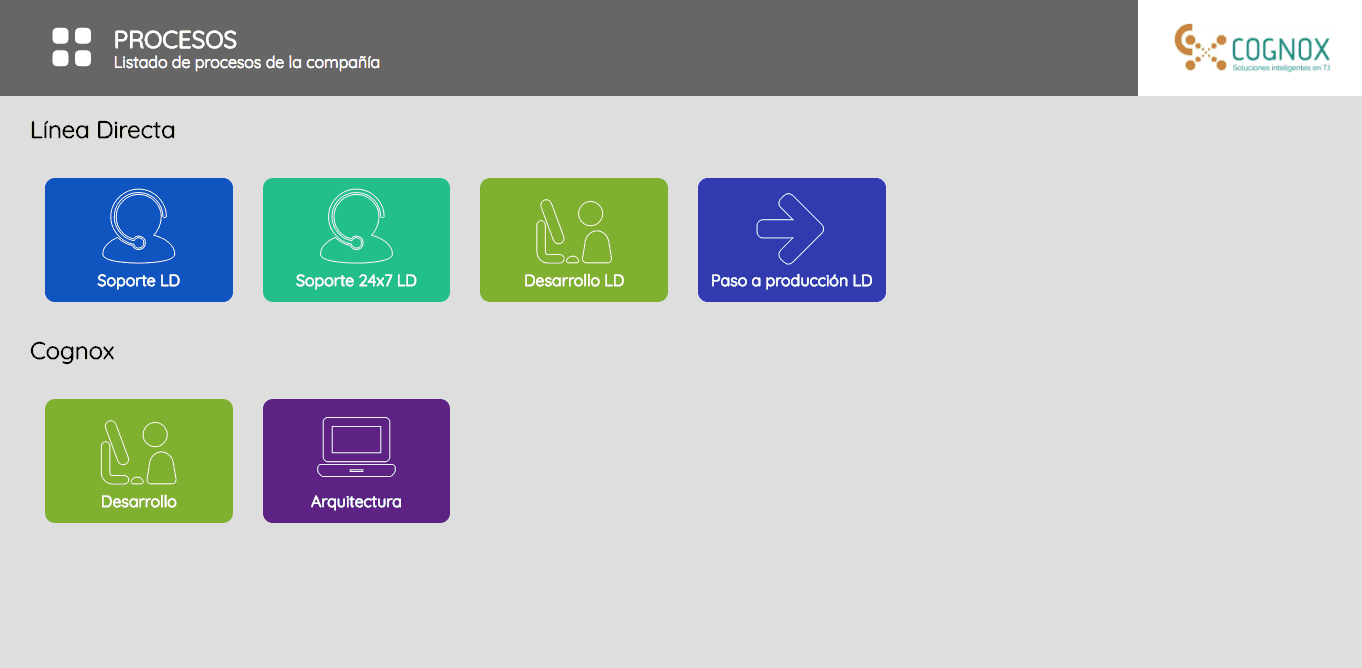 PROCESOS
Listado de procesos de la compañía
COGNOX
Soluciones inteligentes en T.I
Línea Directa
Soporte LD
Soporte 24x7 LD
Desarrollo LD
Paso a producción LD
Cognox
Desarrollo
Arquitectura